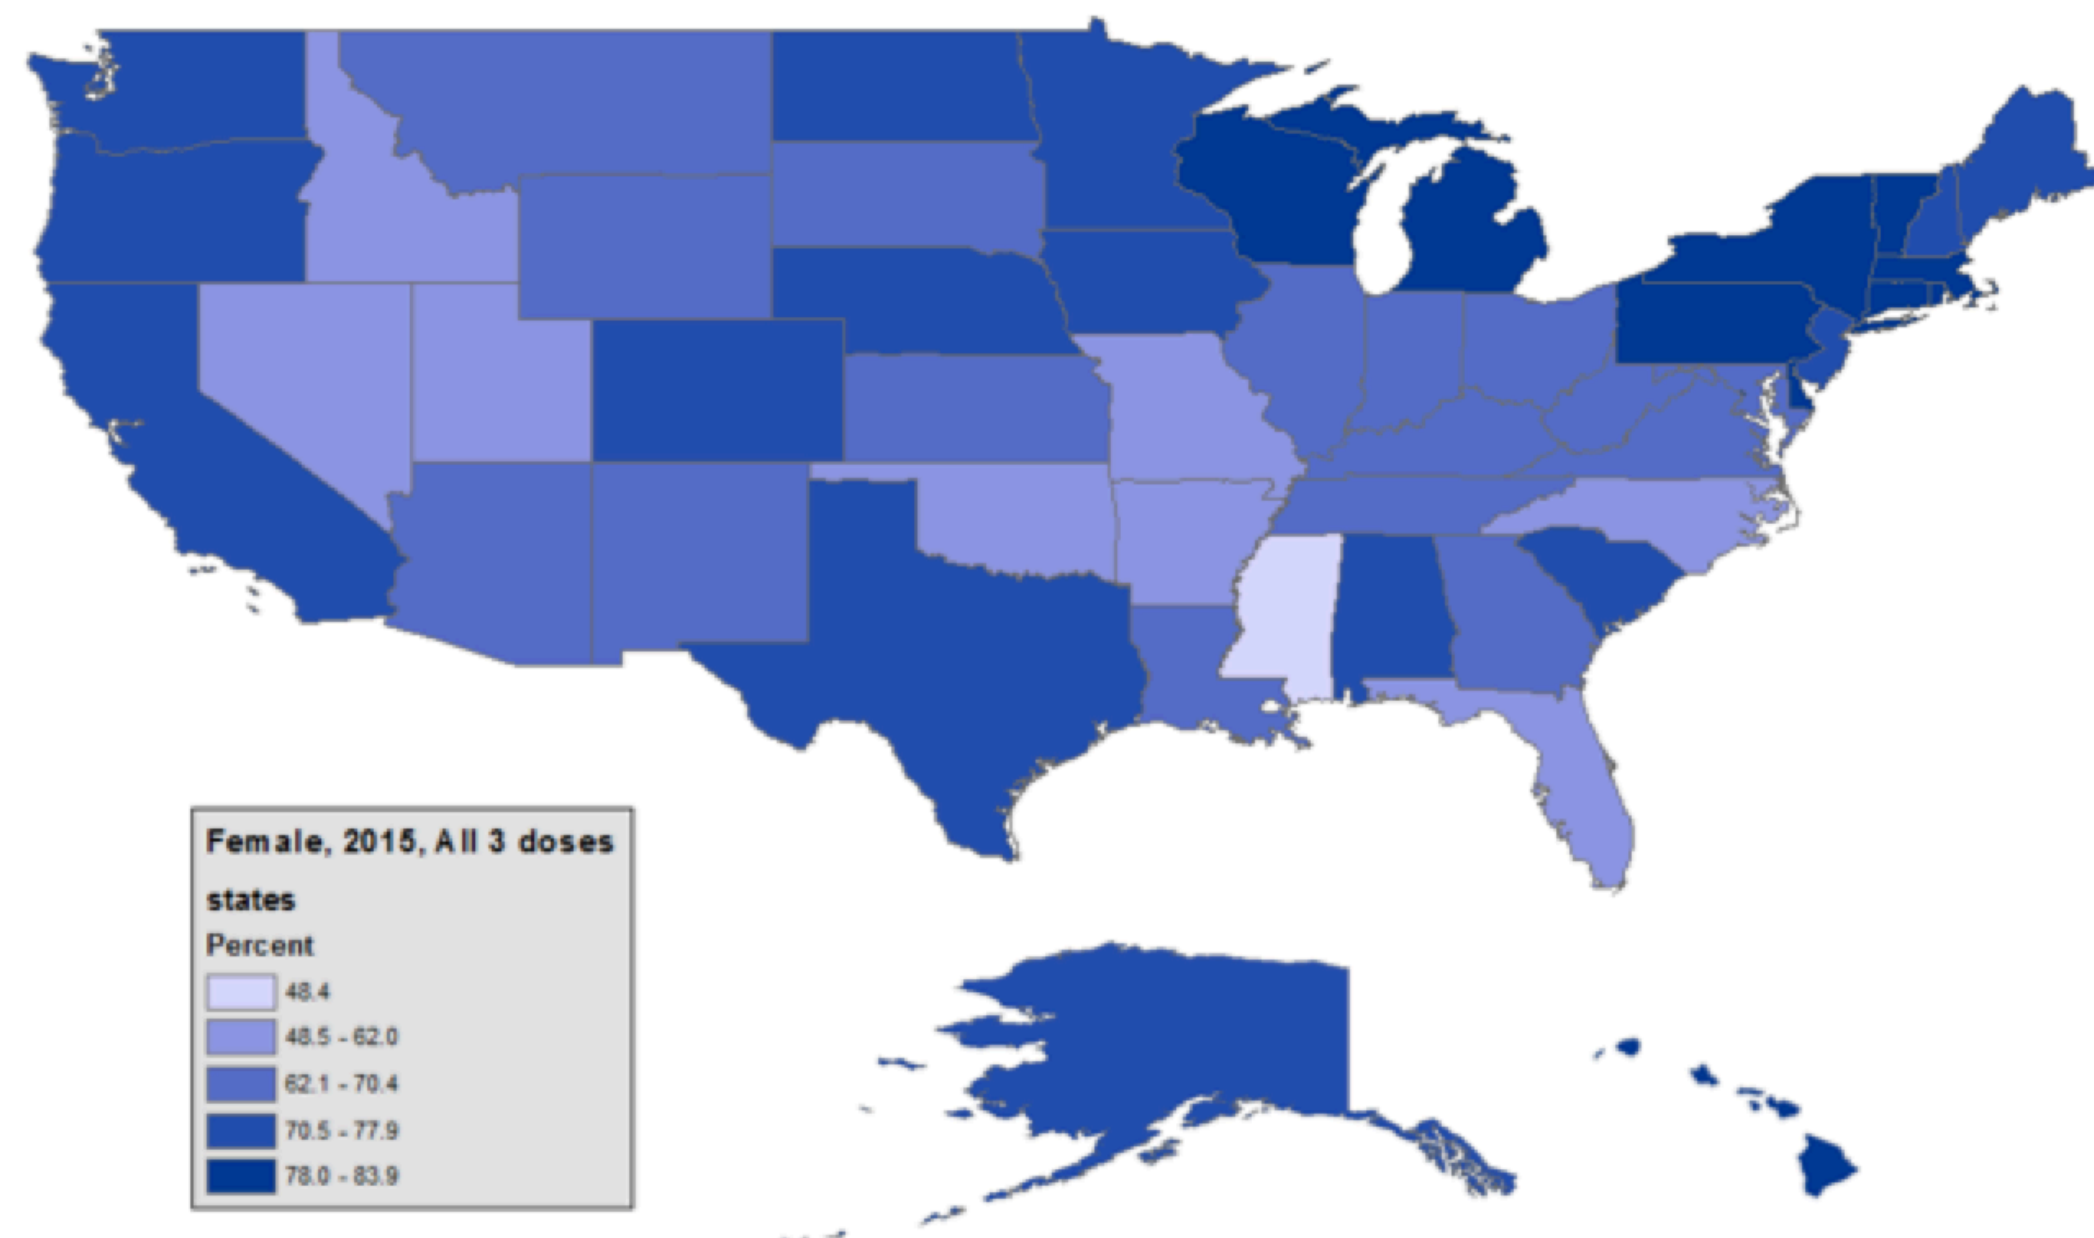 Female, 2015, All 3 doses
states
Percent
48.4
48.5 - 62.0
62.1 - 70.4
70.5 - 77.9
78.0 - 83.9